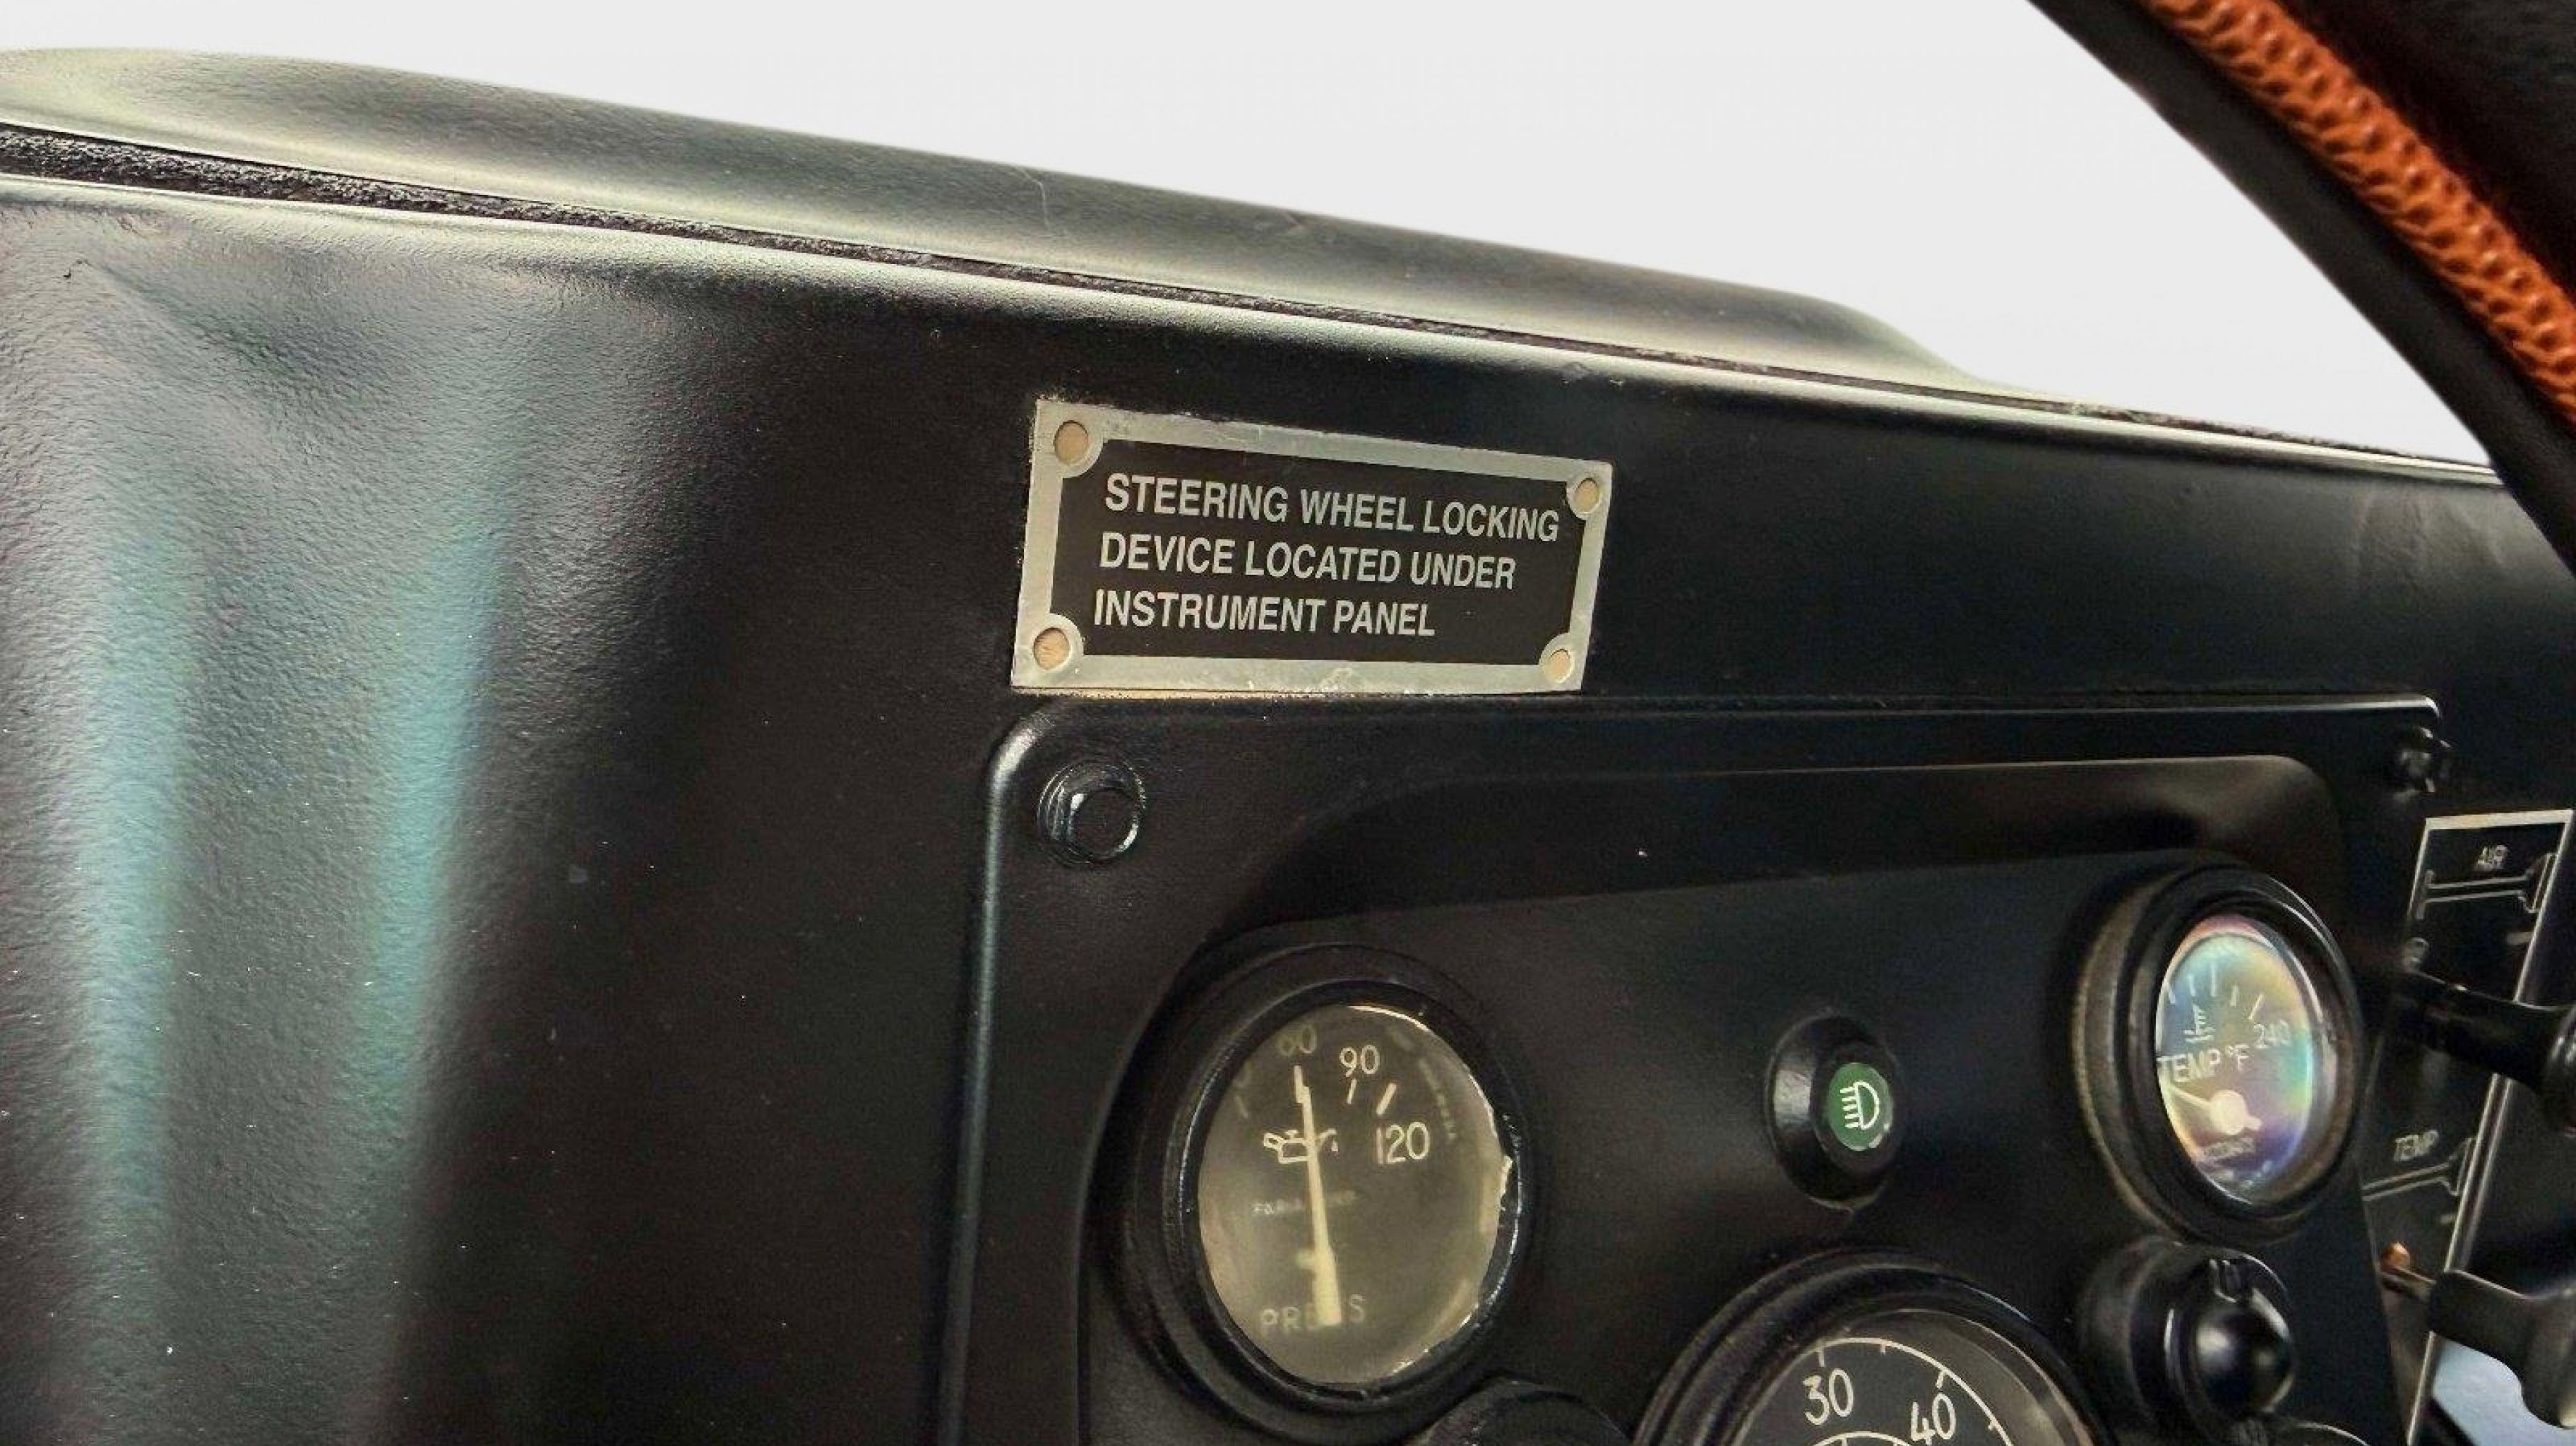 STEERING WHEEL LOCKING
DEVICE LOCATED UNDER
INSTRUMENT PANEL
AIR
60
90
120
240
TEMP °F
TEMP
PRESS
30
40